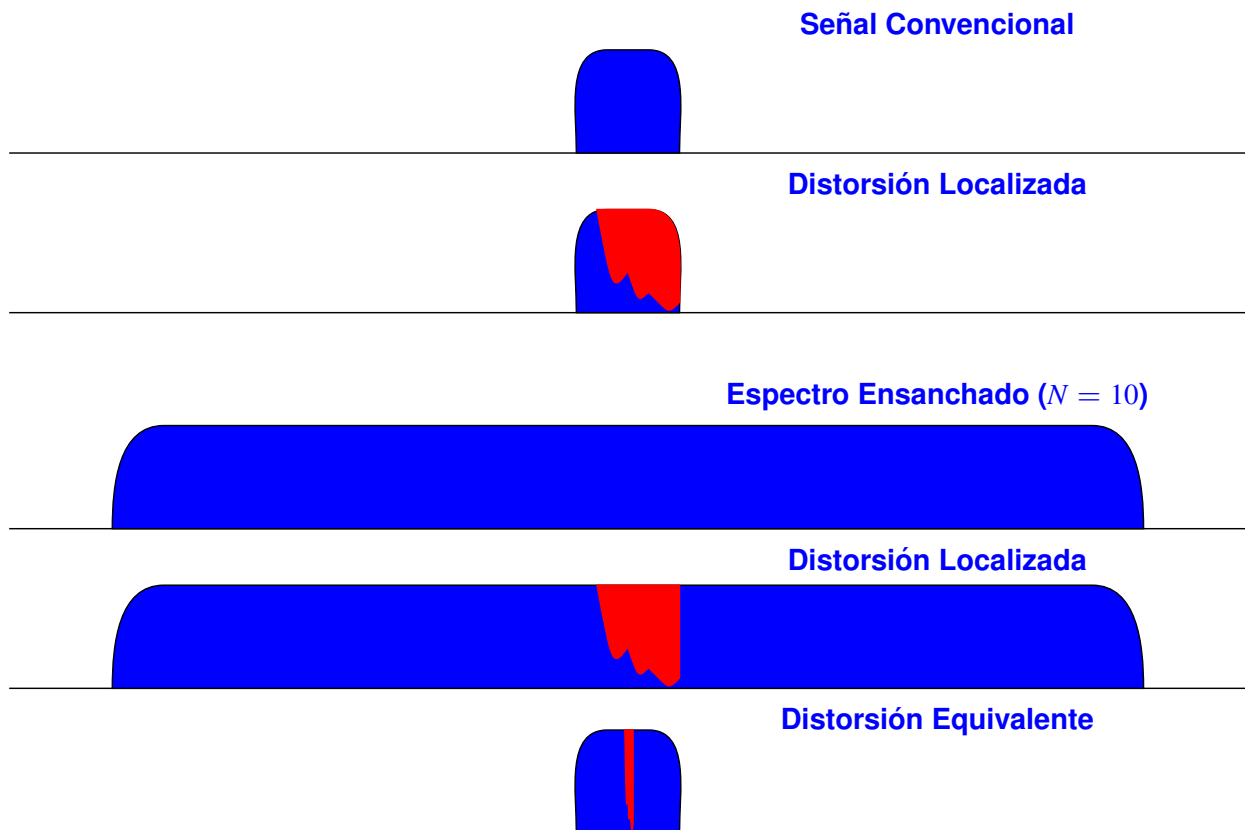 Señal Convencional
Distorsión Localizada
Espectro Ensanchado (N = 10)
Distorsión Localizada
Distorsión Equivalente